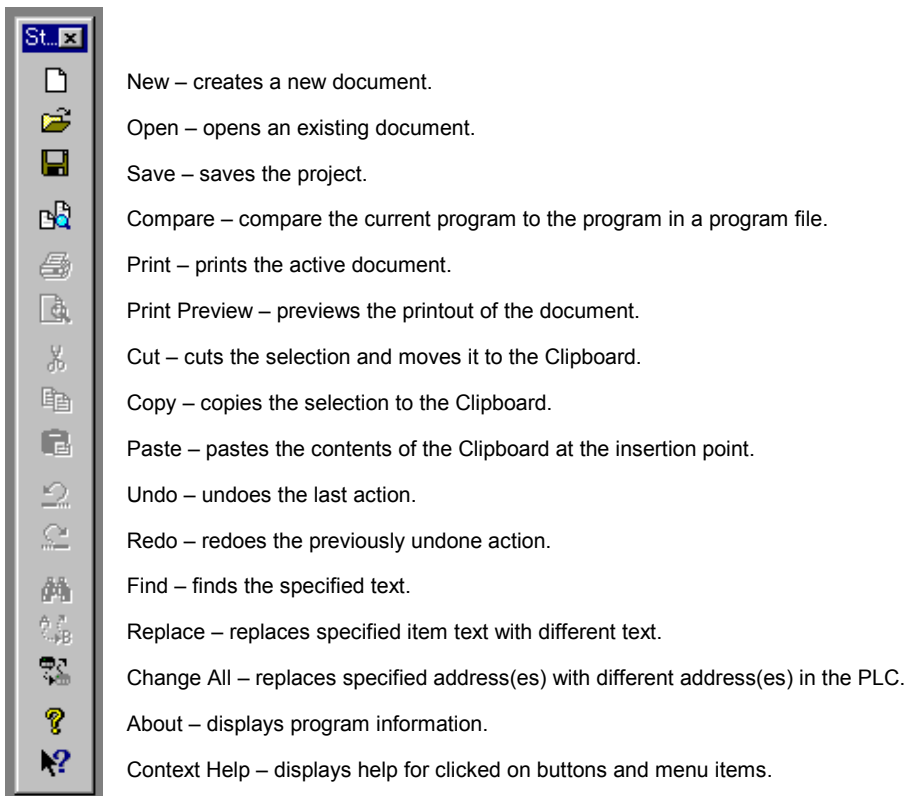 St...
New – creates a new document.
Open – opens an existing document.
Save – saves the project.
Compare – compare the current program to the program in a program file.
Print – prints the active document.
Print Preview – previews the printout of the document.
Cut – cuts the selection and moves it to the Clipboard.
Copy – copies the selection to the Clipboard.
Paste – pastes the contents of the Clipboard at the insertion point.
Undo – undoes the last action.
Redo – redoes the previously undone action.
Find – finds the specified text.
Replace – replaces specified item text with different text.
Change All – replaces specified address(es) with different address(es) in the PLC.
About – displays program information.
Context Help – displays help for clicked on buttons and menu items.